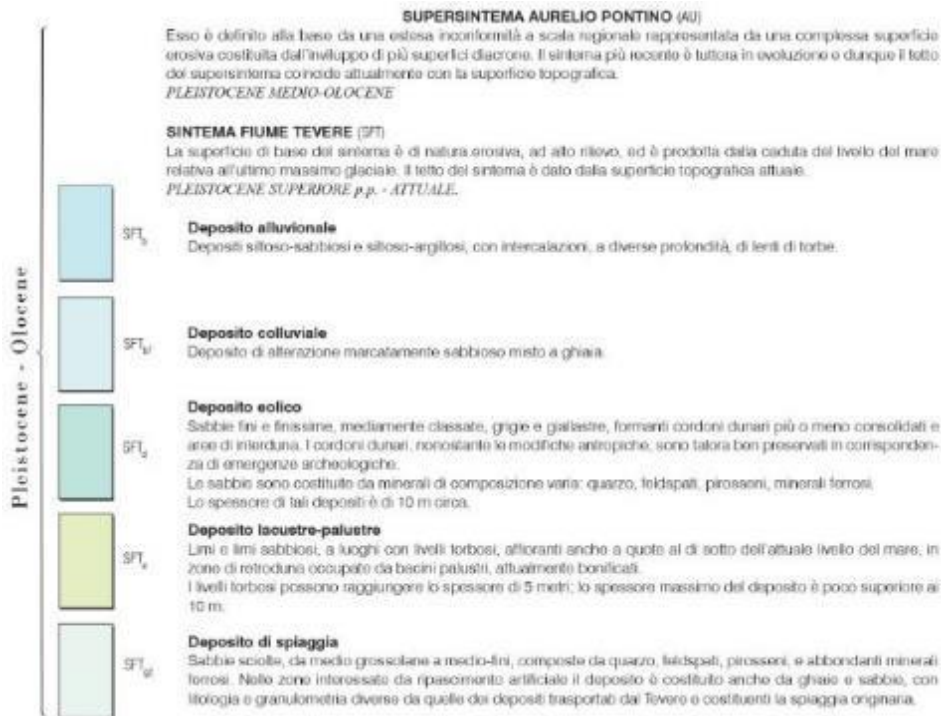 SUPERSINTEMA AURELIO PONTINO (AU)
Esso è definito alla base da una estesa inconformità a scala regionale rappresentata da una complessa superficie
erosiva costituita dall'inviluppo di più superfici diacrone. Il sintema più recente è tuttora in evoluzione e dunque il tetto
del supersintema coincide attualmente con la superficie topografica.
PLEISTOCENE MEDIO-OLOCENE
SINTEMA FIUME TEVERE (SFT)
La superficie di base del sintema è di natura erosiva, ad alto rilievo, ed è prodotta dalla caduta del livello del mare
relativa all'ultimo massimo glaciale. Il tetto del sintema è dato dalla superficie topografica attuale.
PLEISTOCENE SUPERIORE p.p. - ATTUALE.
Pleistocene - Olocene
SFT
Deposito alluvionale
Depositi siltoso-sabbiosi e siltoso-argillosi, con intercalazioni, a diverse profondità, di lenti di torbe.
SFT
Deposito colluviale
Deposito di alterazione marcatamente sabbioso misto a ghiaia.
SFT
Deposito eolico
Sabbie fini e finissime, mediamente classate, grigie e giallastre, formanti cordoni dunari più o meno consolidati e
aree di interduna. I cordoni dunari, nonostante le modifiche antropiche, sono talora ben preservati in corrisponden-
za di emergenze archeologiche.
Le sabbie sono costituite da minerali di composizione varia: quarzo, feldspati, pirosseni, minerali ferrosi.
Lo spessore di tali depositi è di 10 m circa.
SFT
Deposito lacustre-palustre
Limi e limi sabbiosi, a luoghi con livelli torbosi, affioranti anche a quote al di sotto dell'attuale livello del mare, in
zone di retroduna occupate da bacini palustri, attualmente bonificati.
I livelli torbosi possono raggiungere lo spessore di 5 metri; lo spessore massimo del deposito è poco superiore ai
10 m.
SFT
Deposito di spiaggia
Sabbie sciolte, da medio grossolane a medio-fini, composte da quarzo, feldspati, pirosseni, e abbondanti minerali
ferrosi. Nelle zone interessate da ripascimento artificiale il deposito è costituito anche da ghiaie e sabbie, con
litologia e granulometria diverse da quelle dei depositi trasportati dal Tevere e costituenti la spiaggia originaria.